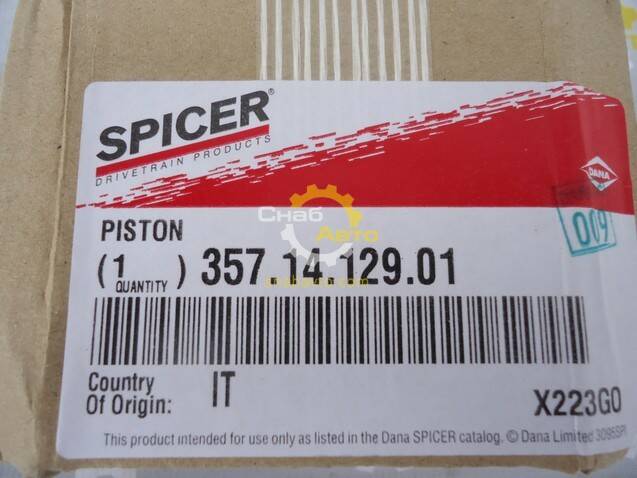 SPICER®
DRIVETRAIN PRODUCTS
DANA
009
PISTON
Снаб
Авто
(1) 357.14.129.01
QUANTITY
Country
Of Origin: IT
X223G0
This product intended for use only as listed in the Dana SPICER catalog. © Dana Limited 3095SPI